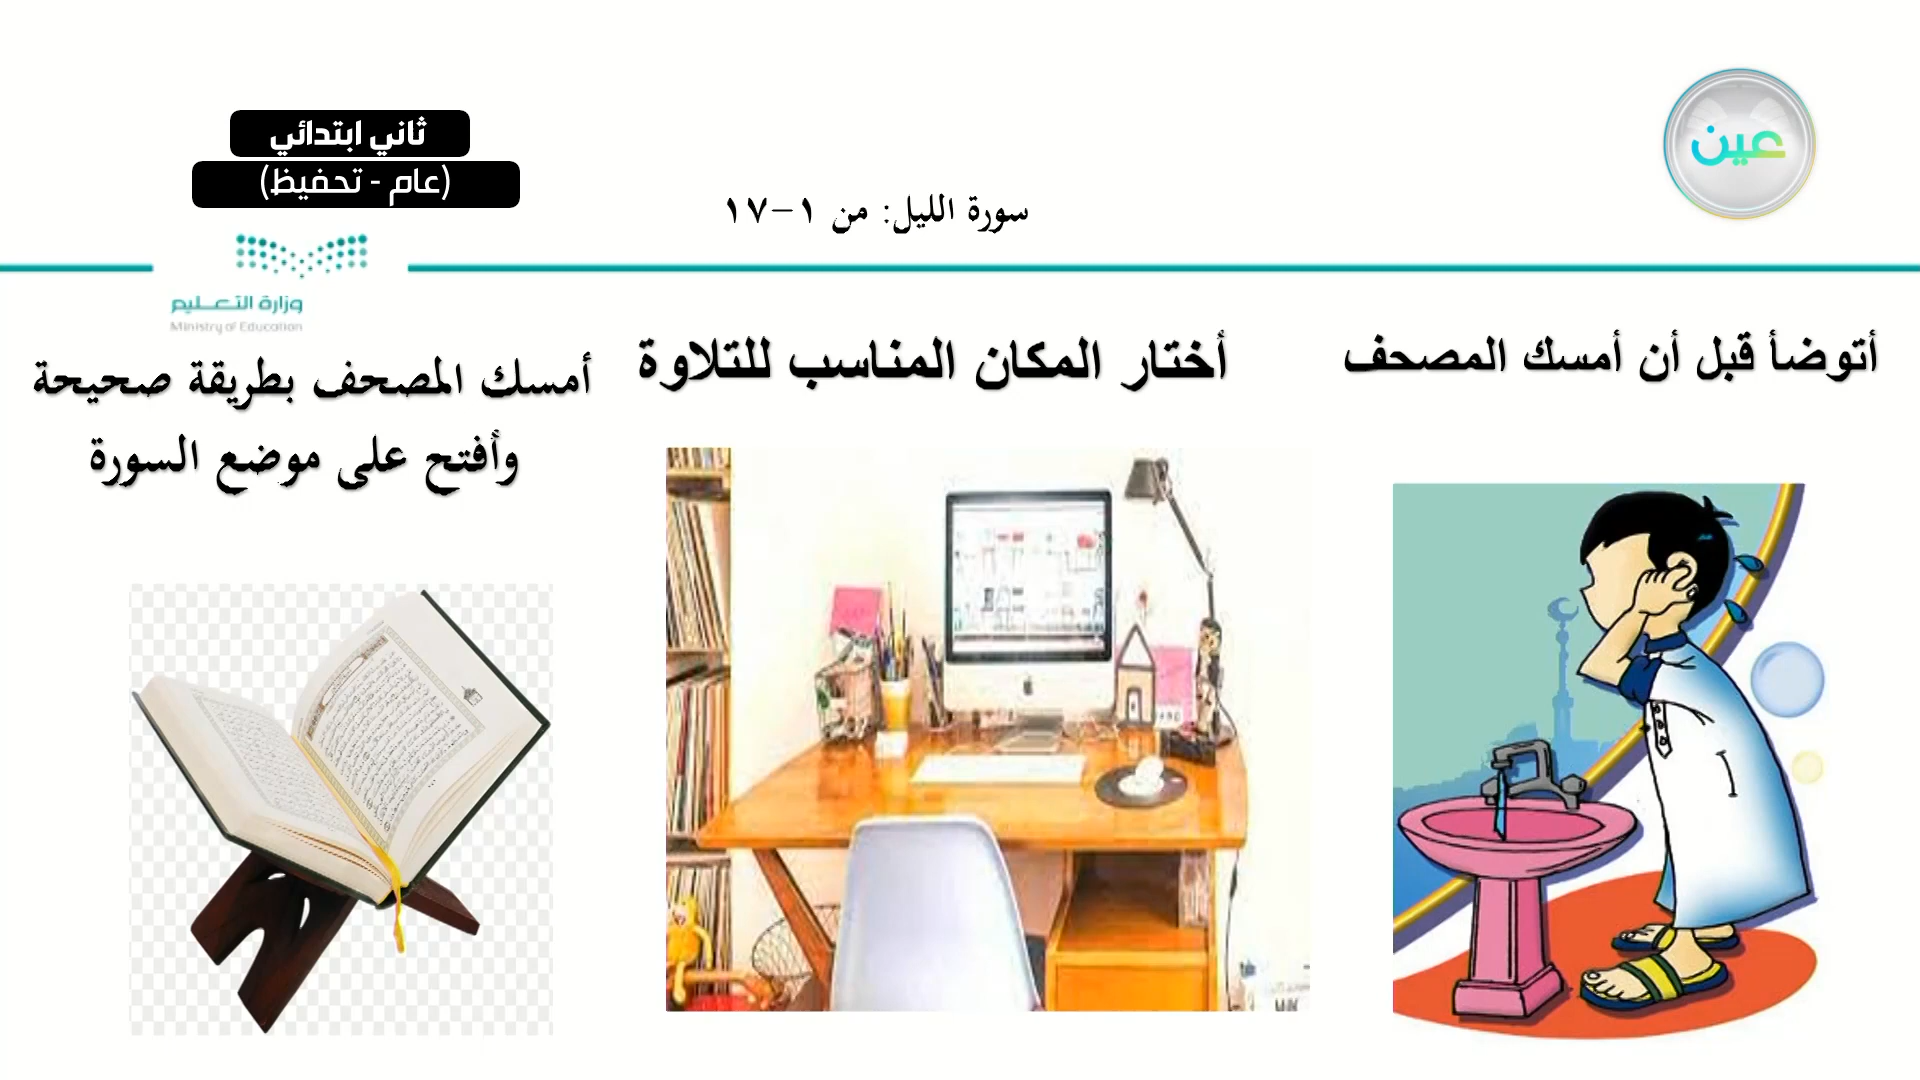 عين
ثاني ابتدائي
(عام - تحفيظ)
سورة الليل: من ١-١٧
وزارة التعليم
Ministry of Education
أتوضأ قبل أن أمسك المصحف
أختار المكان المناسب للتلاوة
أمسك المصحف بطريقة صحيحة
وأفتح على موضع السورة